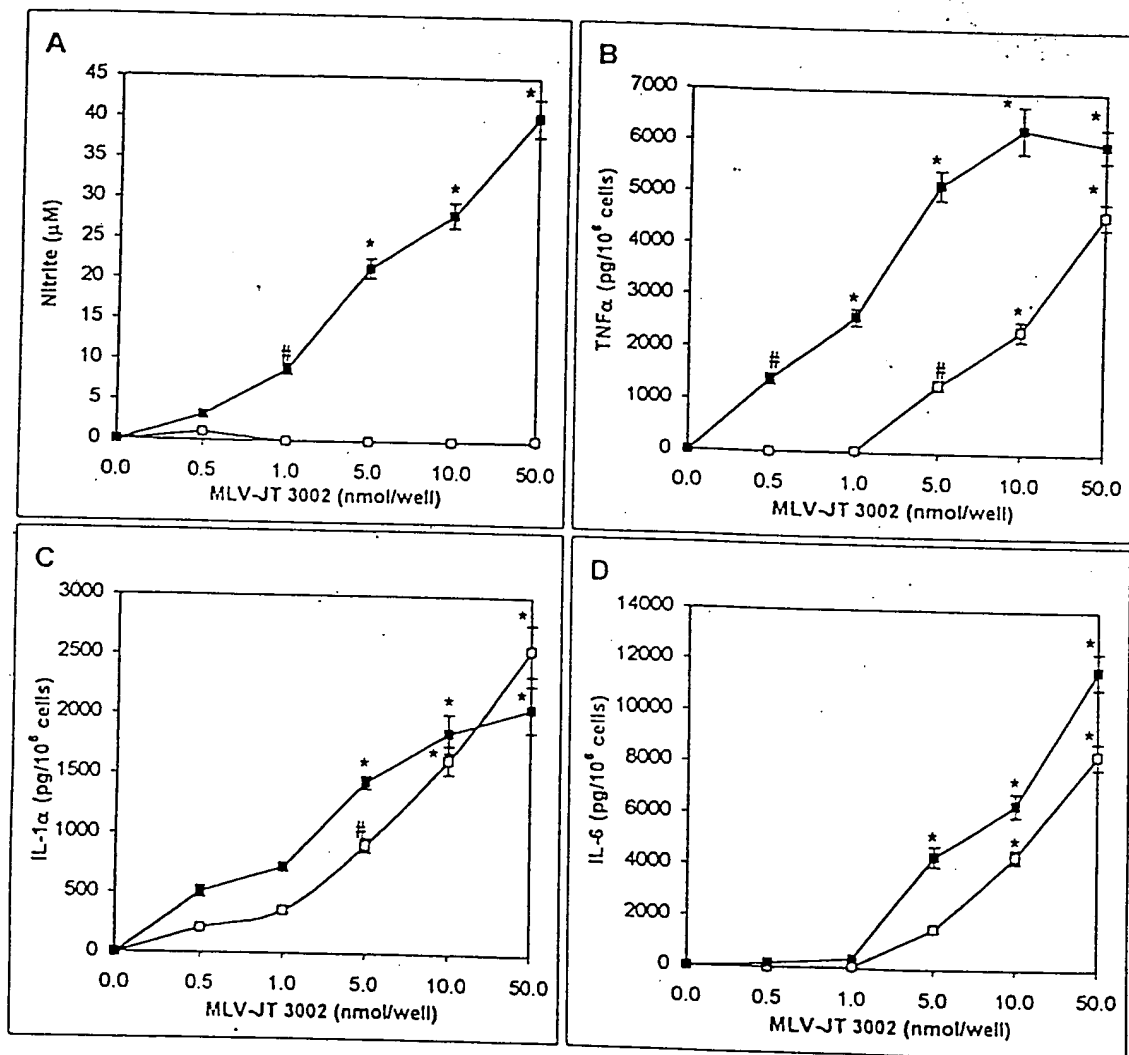 A
Nitrite (µM)
45
40
35
30
25
20
15
10
5
0
* * * #
0.0 0.5 1.0 5.0 10.0 50.0
MLV-JT 3002 (nmol/well)
B
TNFα (pg/10⁶ cells)
7000
6000
5000
4000
3000
2000
1000
0
* * * * * * # #
0.0 0.5 1.0 5.0 10.0 50.0
MLV-JT 3002 (nmol/well)
C
IL-1α (pg/10⁶ cells)
3000
2500
2000
1500
1000
500
0
* * * * * #
0.0 0.5 1.0 5.0 10.0 50.0
MLV-JT 3002 (nmol/well)
D
IL-6 (pg/10⁶ cells)
14000
12000
10000
8000
6000
4000
2000
0
* * * * *
0.0 0.5 1.0 5.0 10.0 50.0
MLV-JT 3002 (nmol/well)